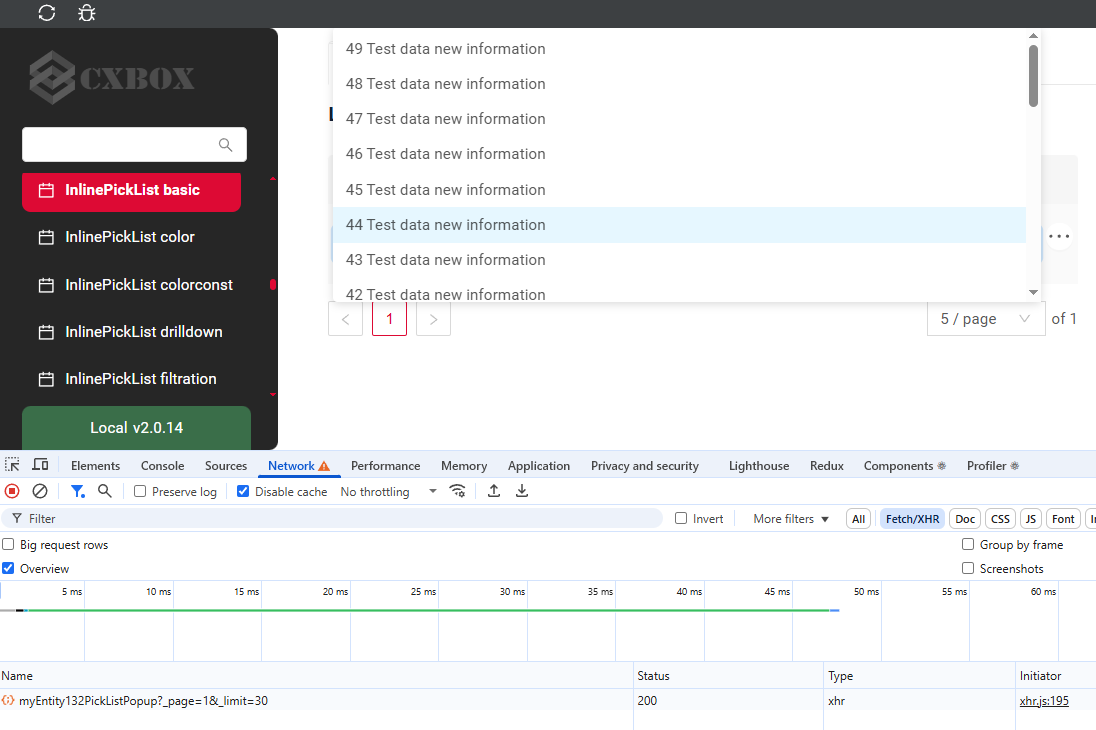 CXBOX
InlinePickList basic
InlinePickList color
InlinePickList colorconst
InlinePickList drilldown
InlinePickList filtration
Local v2.0.14
49 Test data new information
48 Test data new information
47 Test data new information
46 Test data new information
45 Test data new information
44 Test data new information
43 Test data new information
42 Test data new information
1
5 / page
of 1
Elements Console Sources Network Performance Memory Application Privacy and security Lighthouse Redux Components Profiler
Preserve log Disable cache No throttling
Filter Invert More filters All Fetch/XHR Doc CSS JS Font
Big request rows Group by frame
Overview Screenshots
5 ms 10 ms 15 ms 20 ms 25 ms 30 ms 35 ms 40 ms 45 ms 50 ms 55 ms 60 ms
Name Status Type Initiator
myEntity132PickListPopup?_page=1&_limit=30 200 xhr xhr.js:195